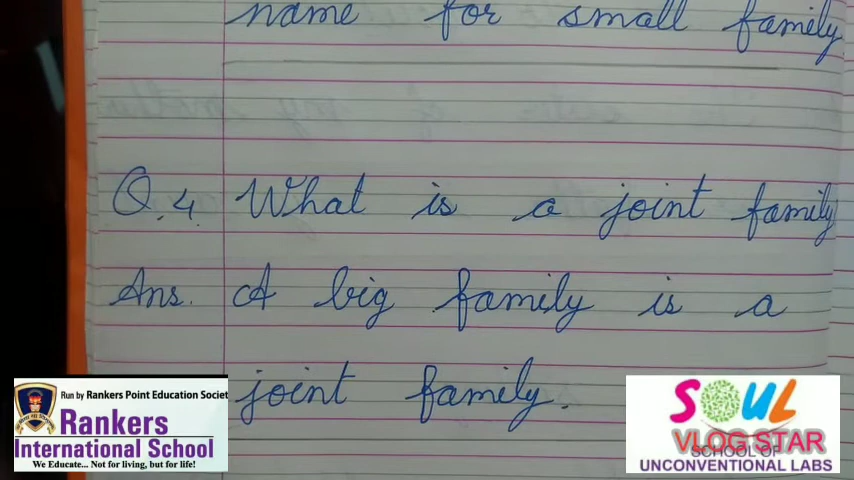 name for small family
Q.4. What is a joint family
Ans. A big family is a
joint family.
Run by Rankers Point Education Societ
Rankers
International School
We Educate... Not for living, but for life!
SOUL
VLOG STAR
SCHOOL OF
UNCONVENTIONAL LABS